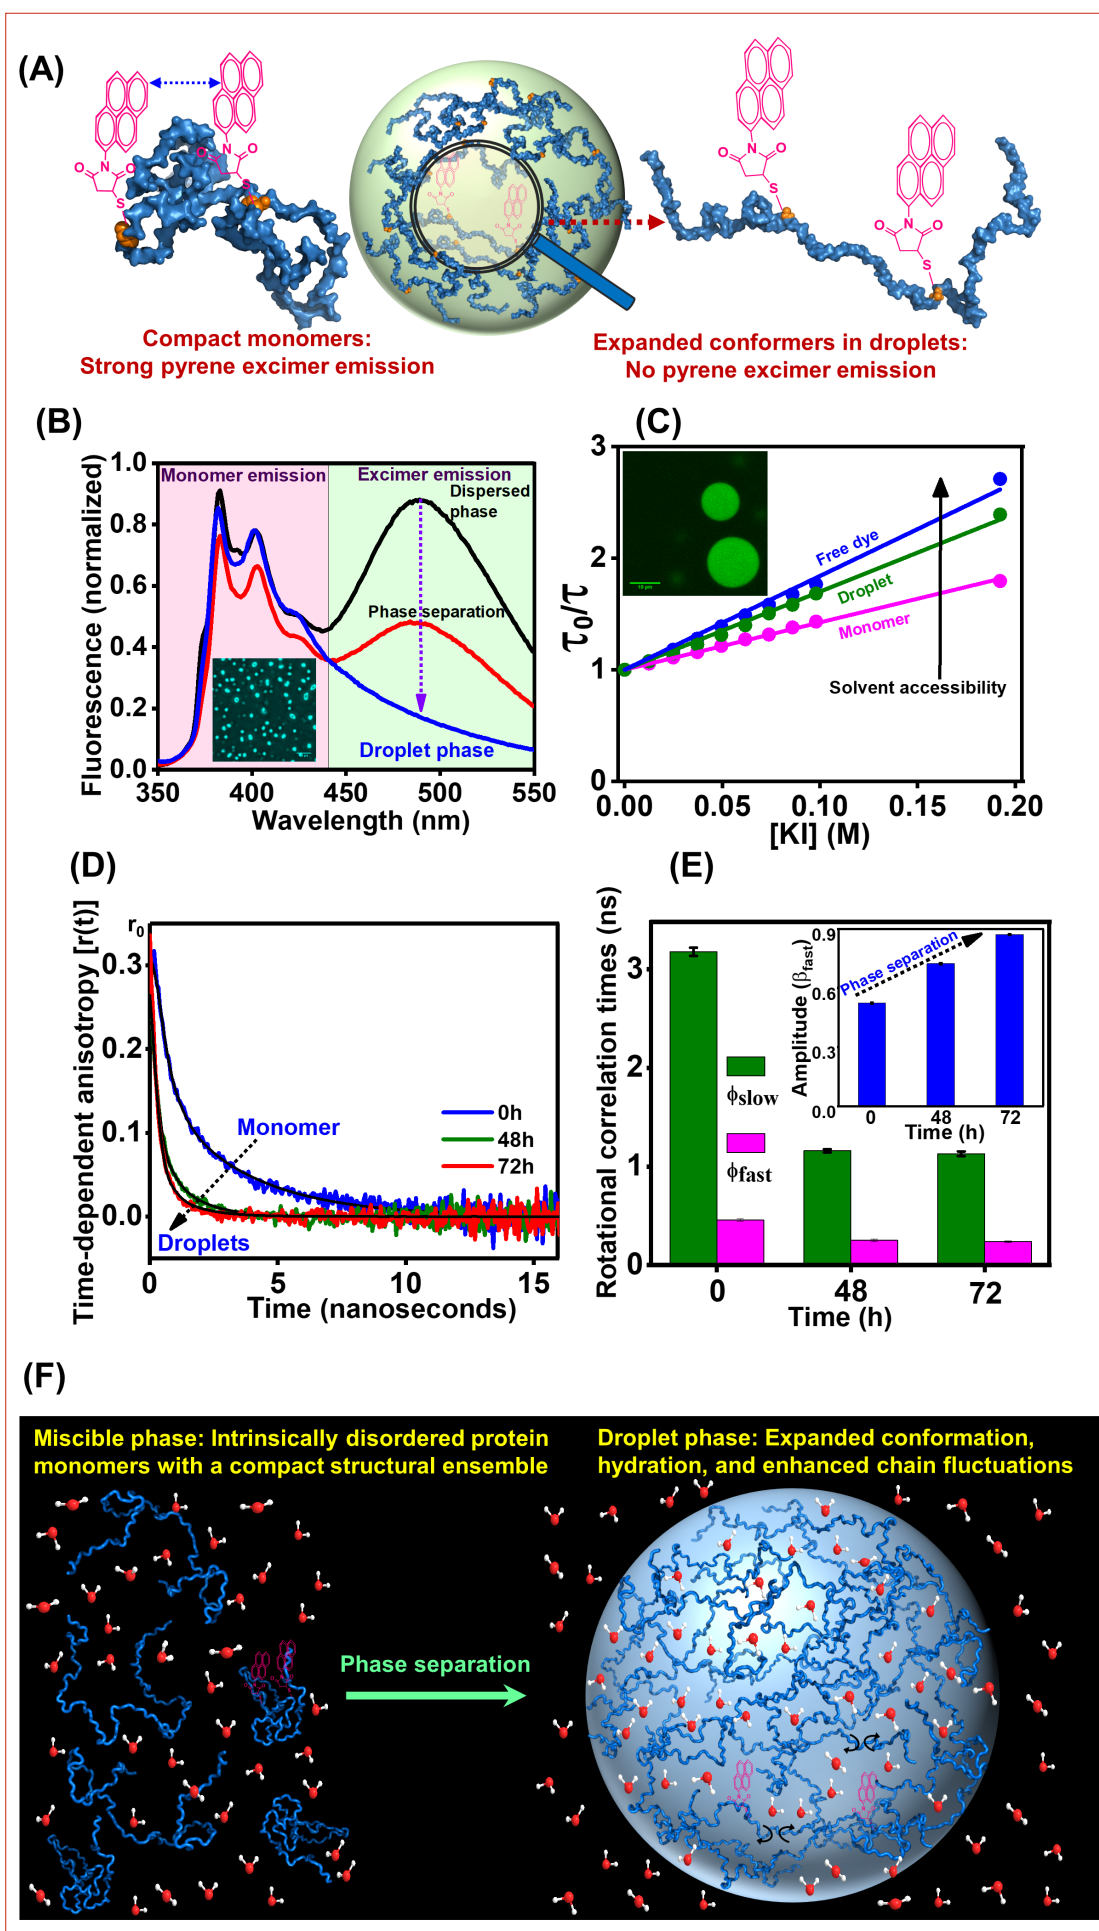 (A)
N
O
O
S
N
O
O
S
N
O
O
S
N
O
O
S
Compact monomers:
Strong pyrene excimer emission
Expanded conformers in droplets:
No pyrene excimer emission
(B)
Fluorescence (normalized)
1.0
0.8
0.6
0.4
0.2
0.0
Monomer emission
Excimer emission
Dispersed
phase
Phase separation
Droplet phase
350
400
450
500
550
Wavelength (nm)
(C)
τ0/τ
3
2
1
0
10 μm
Free dye
Droplet
Monomer
Solvent accessibility
0.00
0.05
0.10
0.15
0.20
[KI] (M)
(D)
Time-dependent anisotropy [r(t)]
r0
0.3
0.2
0.1
0.0
Monomer
Droplets
0h
48h
72h
0
5
10
15
Time (nanoseconds)
(E)
Rotational correlation times (ns)
3
2
1
0
ϕslow
ϕfast
Amplitude (βfast)
0.9
0.6
0.3
0.0
Phase separation
0
48
72
Time (h)
0
48
72
Time (h)
(F)
Miscible phase: Intrinsically disordered protein
monomers with a compact structural ensemble
Droplet phase: Expanded conformation,
hydration, and enhanced chain fluctuations
Phase separation